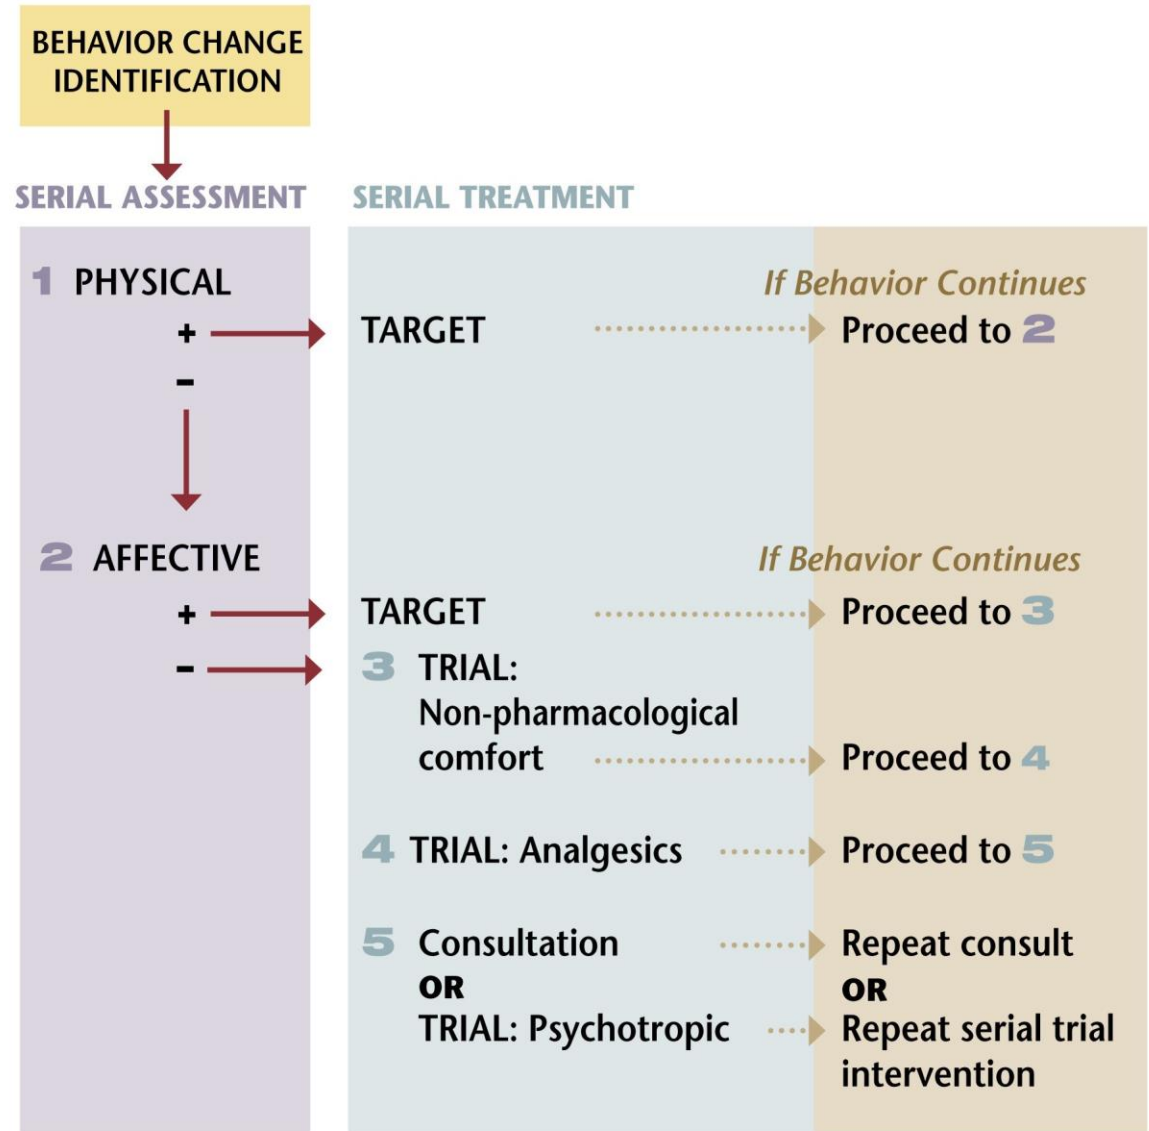 BEHAVIOR CHANGE
IDENTIFICATION
SERIAL ASSESSMENT
SERIAL TREATMENT
1 PHYSICAL
If Behavior Continues
+
TARGET
Proceed to 2
-
2 AFFECTIVE
If Behavior Continues
+
TARGET
Proceed to 3
-
3 TRIAL:
Non-pharmacological
comfort
Proceed to 4
4 TRIAL: Analgesics
Proceed to 5
5 Consultation
Repeat consult
OR
OR
TRIAL: Psychotropic
Repeat serial trial
intervention